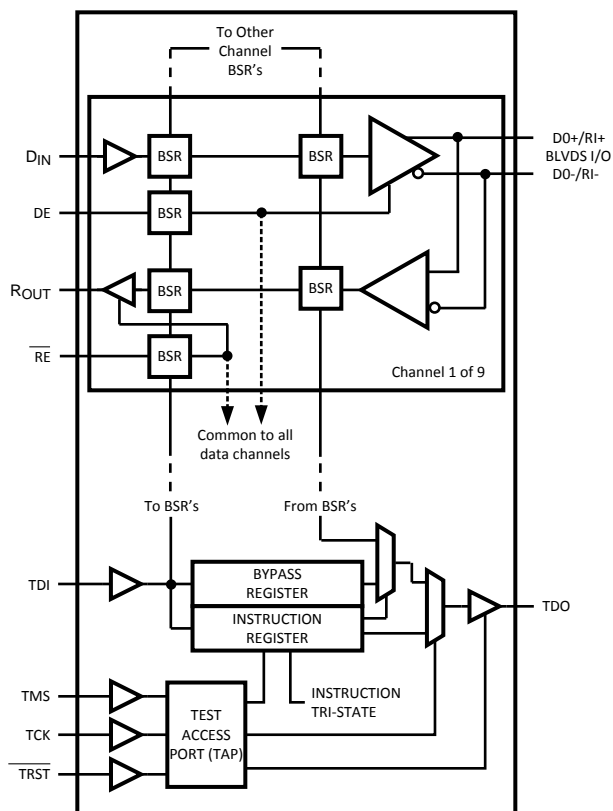 To Other
Channel
BSR's
DIN
BSR
BSR
D0+/RI+
BLVDS I/O
D0-/RI-
DE
BSR
ROUT
BSR
BSR
RE
BSR
Channel 1 of 9
Common to all
data channels
To BSR's
From BSR's
TDI
BYPASS
REGISTER
INSTRUCTION
REGISTER
TDO
TMS
TCK
TRST
TEST
ACCESS
PORT (TAP)
INSTRUCTION
TRI-STATE